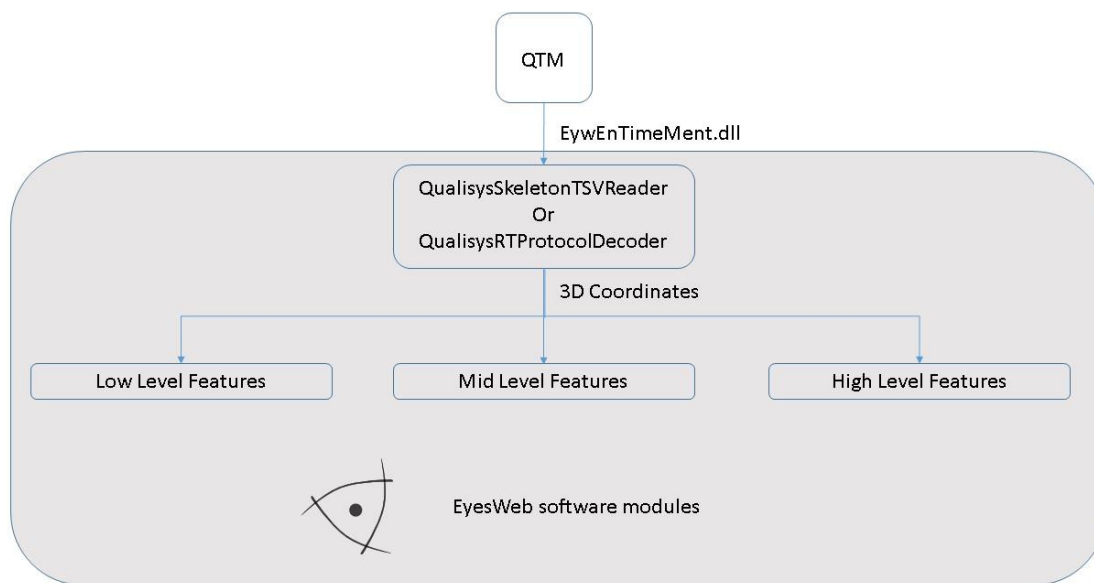 QTM
EywEnTimeMent.dll
QualisysSkeletonTSVReader
Or
QualisysRTProtocolDecoder
3D Coordinates
Low Level Features
Mid Level Features
High Level Features
EyesWeb software modules